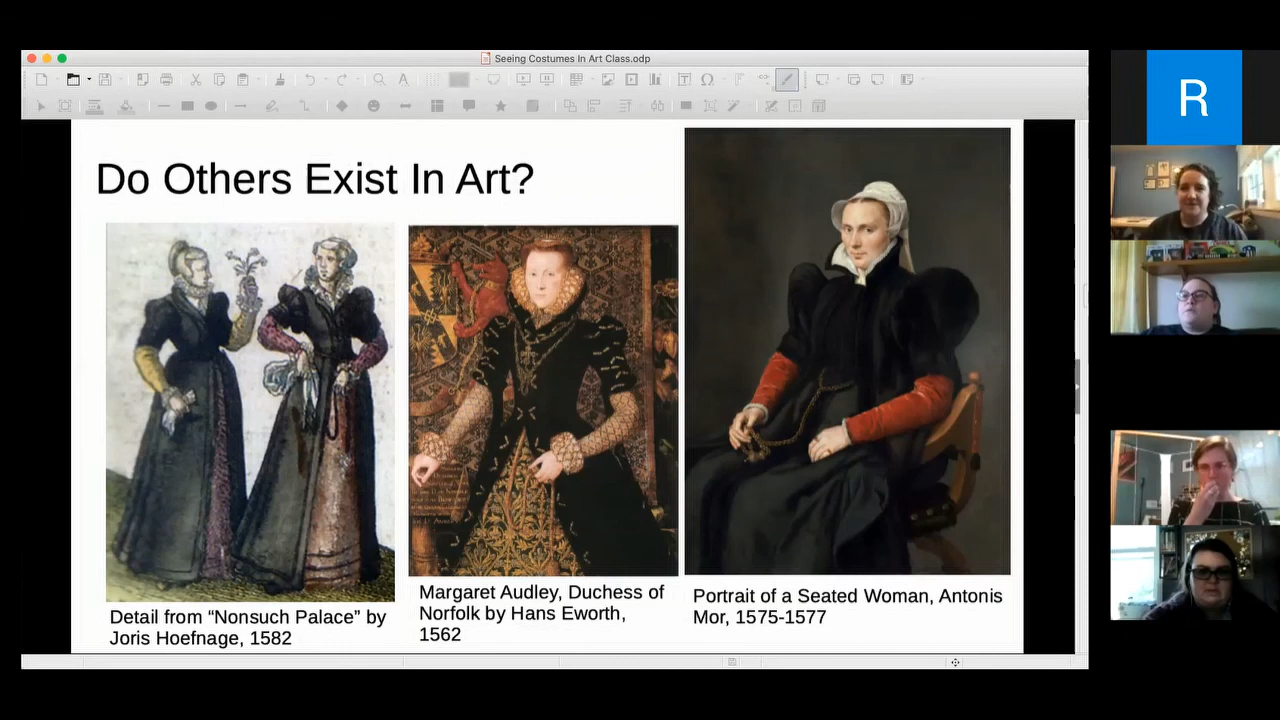 Seeing Costumes In Art Class.odp
R
Do Others Exist In Art?
Detail from “Nonsuch Palace” by
Joris Hoefnage, 1582
Margaret Audley, Duchess of
Norfolk by Hans Eworth,
1562
Portrait of a Seated Woman, Antonis
Mor, 1575-1577